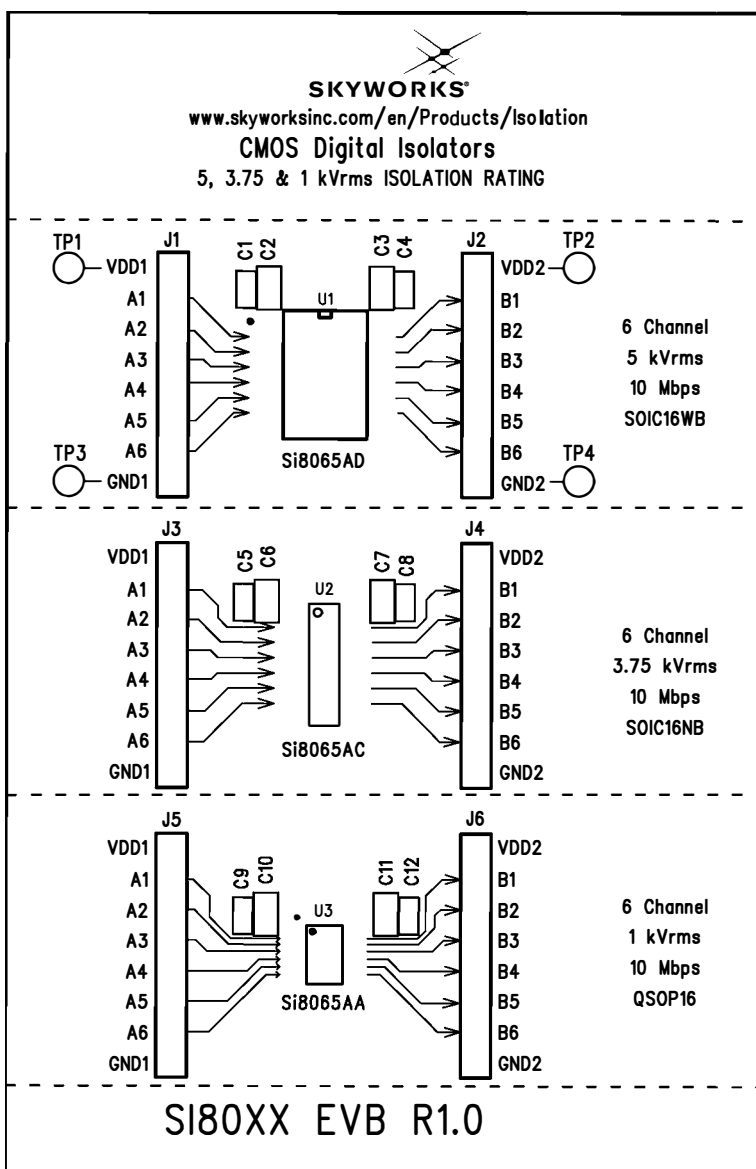 SKYWORKS®
www.skyworksinc.com/en/Products/Isolation
CMOS Digital Isolators
5, 3.75 & 1 kVrms ISOLATION RATING
TP1
J1
C1
C2
C3
C4
J2
TP2
VDD1
VDD2
A1
U1
B1
A2
B2
A3
B3
A4
B4
A5
B5
A6
B6
TP3
Si8065AD
TP4
GND1
GND2
6 Channel
5 kVrms
10 Mbps
SOIC16WB
J3
J4
VDD1
C5
C6
C7
C8
VDD2
A1
U2
B1
A2
B2
A3
B3
A4
B4
A5
B5
A6
B6
Si8065AC
GND1
GND2
6 Channel
3.75 kVrms
10 Mbps
SOIC16NB
J5
J6
VDD1
C9
C10
C11
C12
VDD2
A1
B1
A2
U3
B2
A3
B3
A4
B4
A5
B5
Si8065AA
A6
B6
GND1
GND2
6 Channel
1 kVrms
10 Mbps
QSOP16
SI80XX EVB R1.0